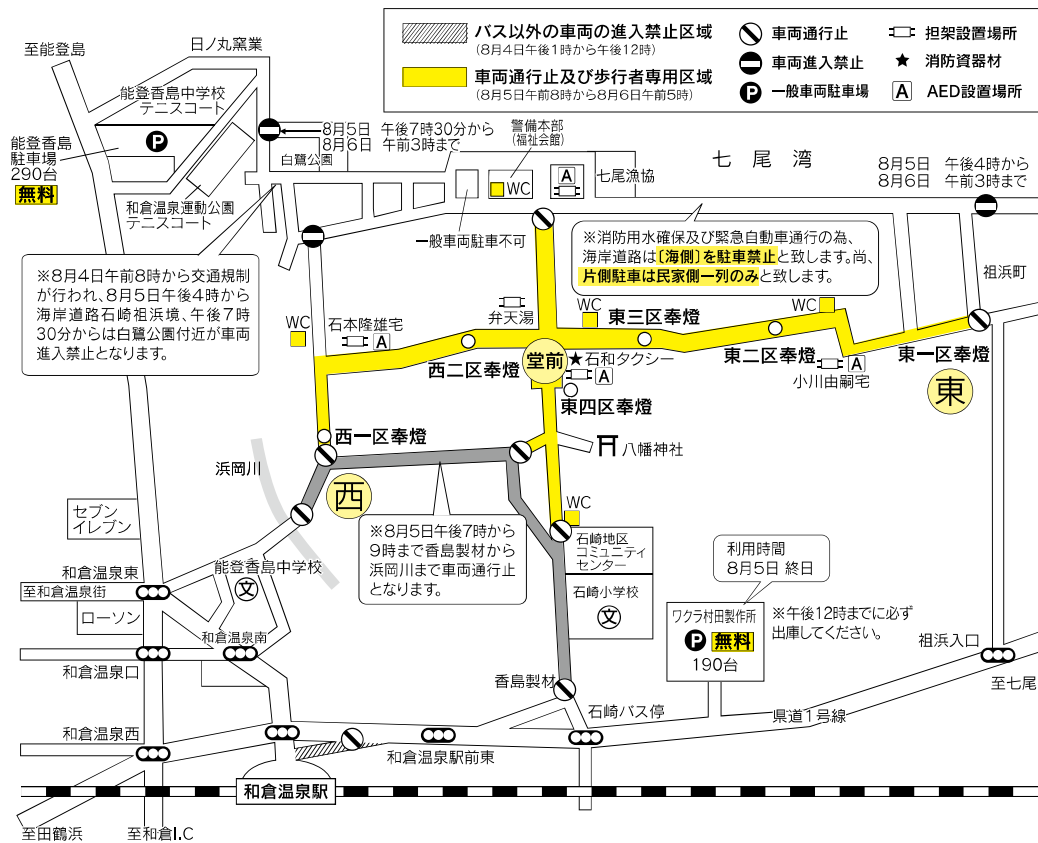 バス以外の車両の進入禁止区域
(8月4日午後1時から午後12時)
車両通行止及び歩行者専用区域
(8月5日午前8時から8月6日午前5時)
車両通行止
車両進入禁止
P 一般車両駐車場
担架設置場所
★ 消防資器材
A AED設置場所
至能登島
日ノ丸窯業
能登香島中学校
テニスコート
P
能登香島
駐車場
290台
無料
8月5日 午後7時30分から
8月6日 午前3時まで
白鷺公園
和倉温泉運動公園
テニスコート
警備本部
(福祉会館)
WC
A
七尾漁協
七尾湾
8月5日 午後4時から
8月6日 午前3時まで
一般車両駐車不可
※消防用水確保及び緊急自動車通行の為、
海岸道路は〔海側〕を駐車禁止と致します。尚、
片側駐車は民家側一列のみと致します。
祖浜町
※8月4日午前8時から交通規制
が行われ、8月5日午後4時から
海岸道路石崎祖浜境、午後7時
30分からは白鷺公園付近が車両
進入禁止となります。
WC
石本隆雄宅
A
弁天湯
WC
東三区奉燈
WC
西二区奉燈
堂前
★石和タクシー
A
東二区奉燈
東一区奉燈
小川由嗣宅
A
東
東四区奉燈
西一区奉燈
八幡神社
浜岡川
西
WC
セブン
イレブン
※8月5日午後7時から
9時まで香島製材から
浜岡川まで車両通行止
となります。
石崎地区
コミュニティ
センター
石崎小学校
文
利用時間
8月5日 終日
和倉温泉東
至和倉温泉街
能登香島中学校
文
ローソン
和倉温泉南
ワクラ村田製作所
P 無料
190台
※午後12時までに必ず
出庫してください。
祖浜入口
和倉温泉口
香島製材
石崎バス停
至七尾
県道1号線
和倉温泉西
和倉温泉駅前東
和倉温泉駅
至田鶴浜
至和倉I.C